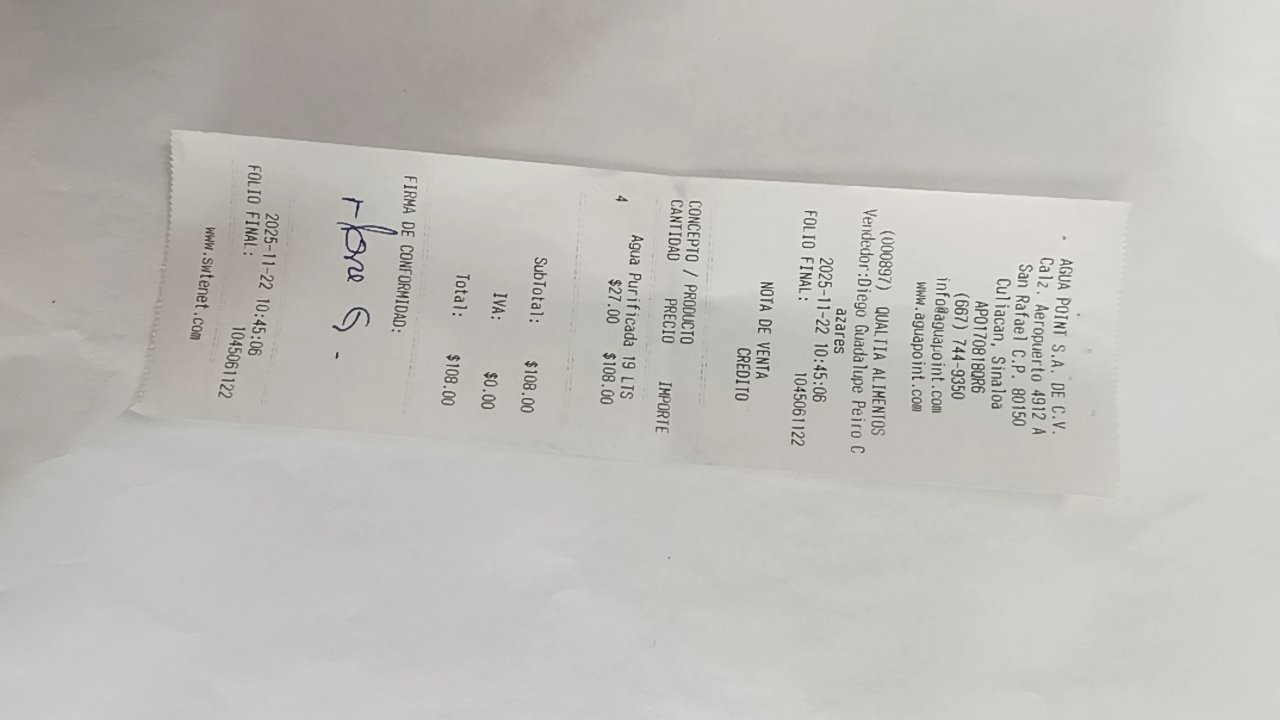 AGUA POINT S.A. DE C.V.
Calz. Aeropuerto 4912 A
San Rafael C.P. 80150
Culiacan, Sinaloa
APO170818QR6
(667) 744-9350
info@aguapoint.com
www.aguapoint.com
(000897) QUALTIA ALIMENTOS
Vendedor:Diego Guadalupe Peiro C
azares
2025-11-22 10:45:06
FOLIO FINAL: 1045061122
NOTA DE VENTA
CREDITO
CONCEPTO / PRODUCTO
CANTIDAD PRECIO IMPORTE
Agua Purificada 19 LTS
4 $27.00 $108.00
SubTotal: $108.00
IVA: $0.00
Total: $108.00
FIRMA DE CONFORMIDAD:
2025-11-22 10:45:06
FOLIO FINAL: 1045061122
www.swtenet.com